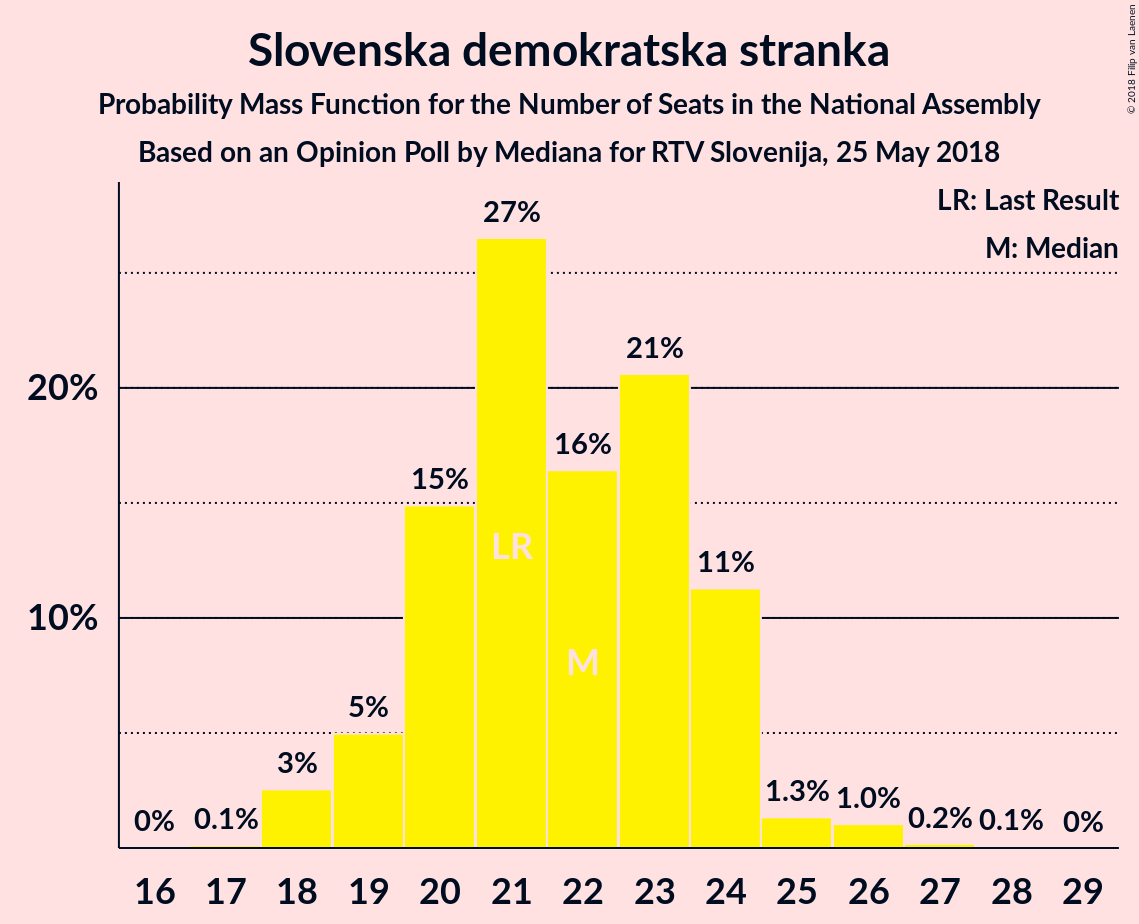 Slovenska demokratska stranka
Probability Mass Function for the Number of Seats in the National Assembly
Based on an Opinion Poll by Mediana for RTV Slovenija, 25 May 2018
© 2018 Filip van Laenen
LR: Last Result
M: Median
27%
21%
20%
16%
15%
LR
11%
10%
M
5%
3%
1.3%
1.0%
0%
0.1%
0.2%
0.1%
0%
16 17 18 19 20 21 22 23 24 25 26 27 28 29